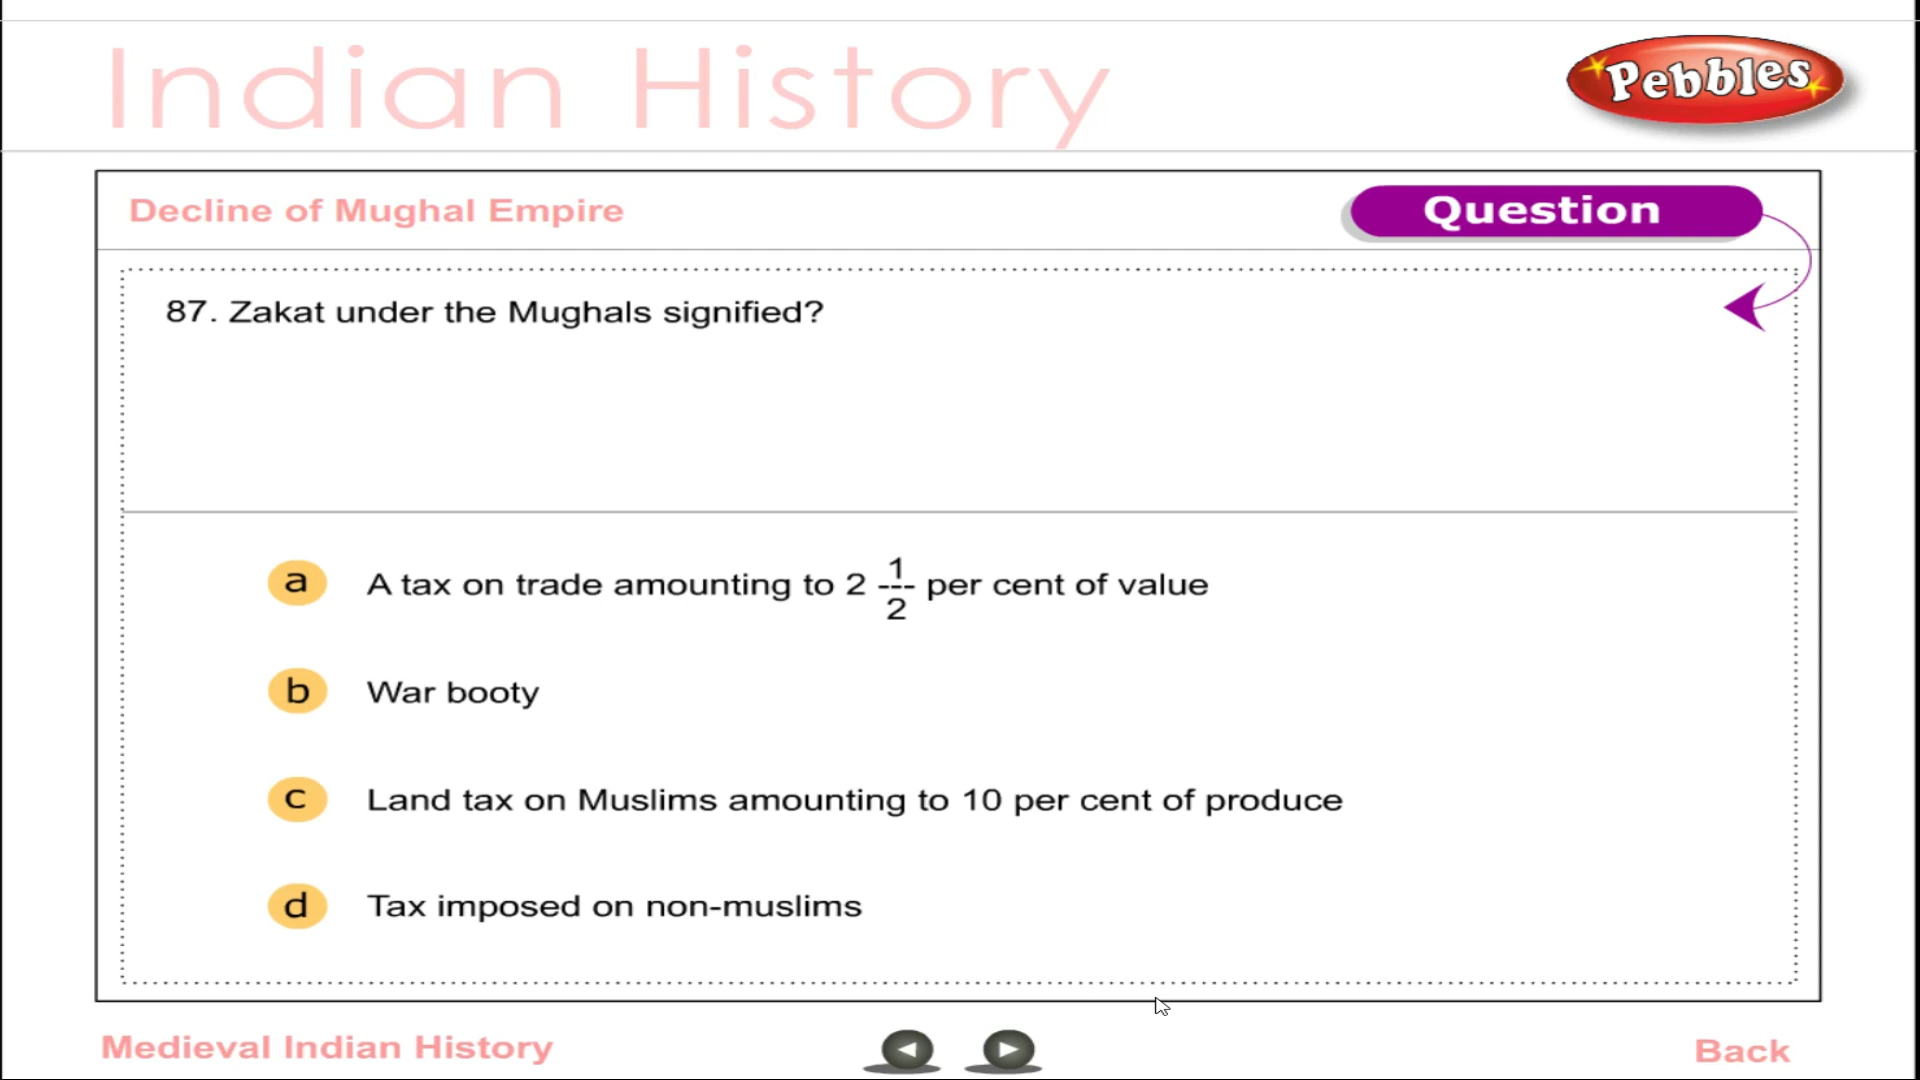 Indian History
Pebbles
Decline of Mughal Empire
Question
87. Zakat under the Mughals signified?
a A tax on trade amounting to 2 1/2 per cent of value
b War booty
c Land tax on Muslims amounting to 10 per cent of produce
d Tax imposed on non-muslims
Medieval Indian History
Back